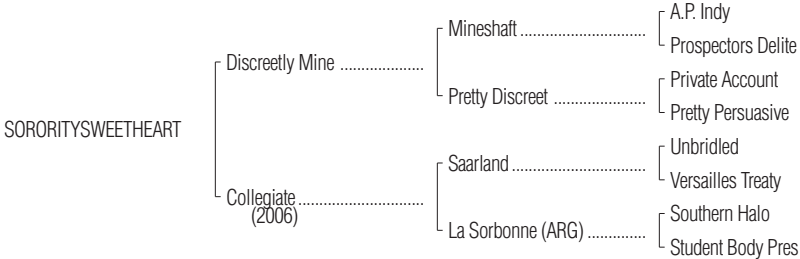 A.P. Indy
Mineshaft ..............................
Prospectors Delite
Discreetly Mine ....................
Private Account
Pretty Discreet ......................
Pretty Persuasive
SORORITYSWEETHEART
Unbridled
Saarland ................................
Versailles Treaty
Collegiate ..............................
(2006)
Southern Halo
La Sorbonne (ARG) ..............
Student Body Pres